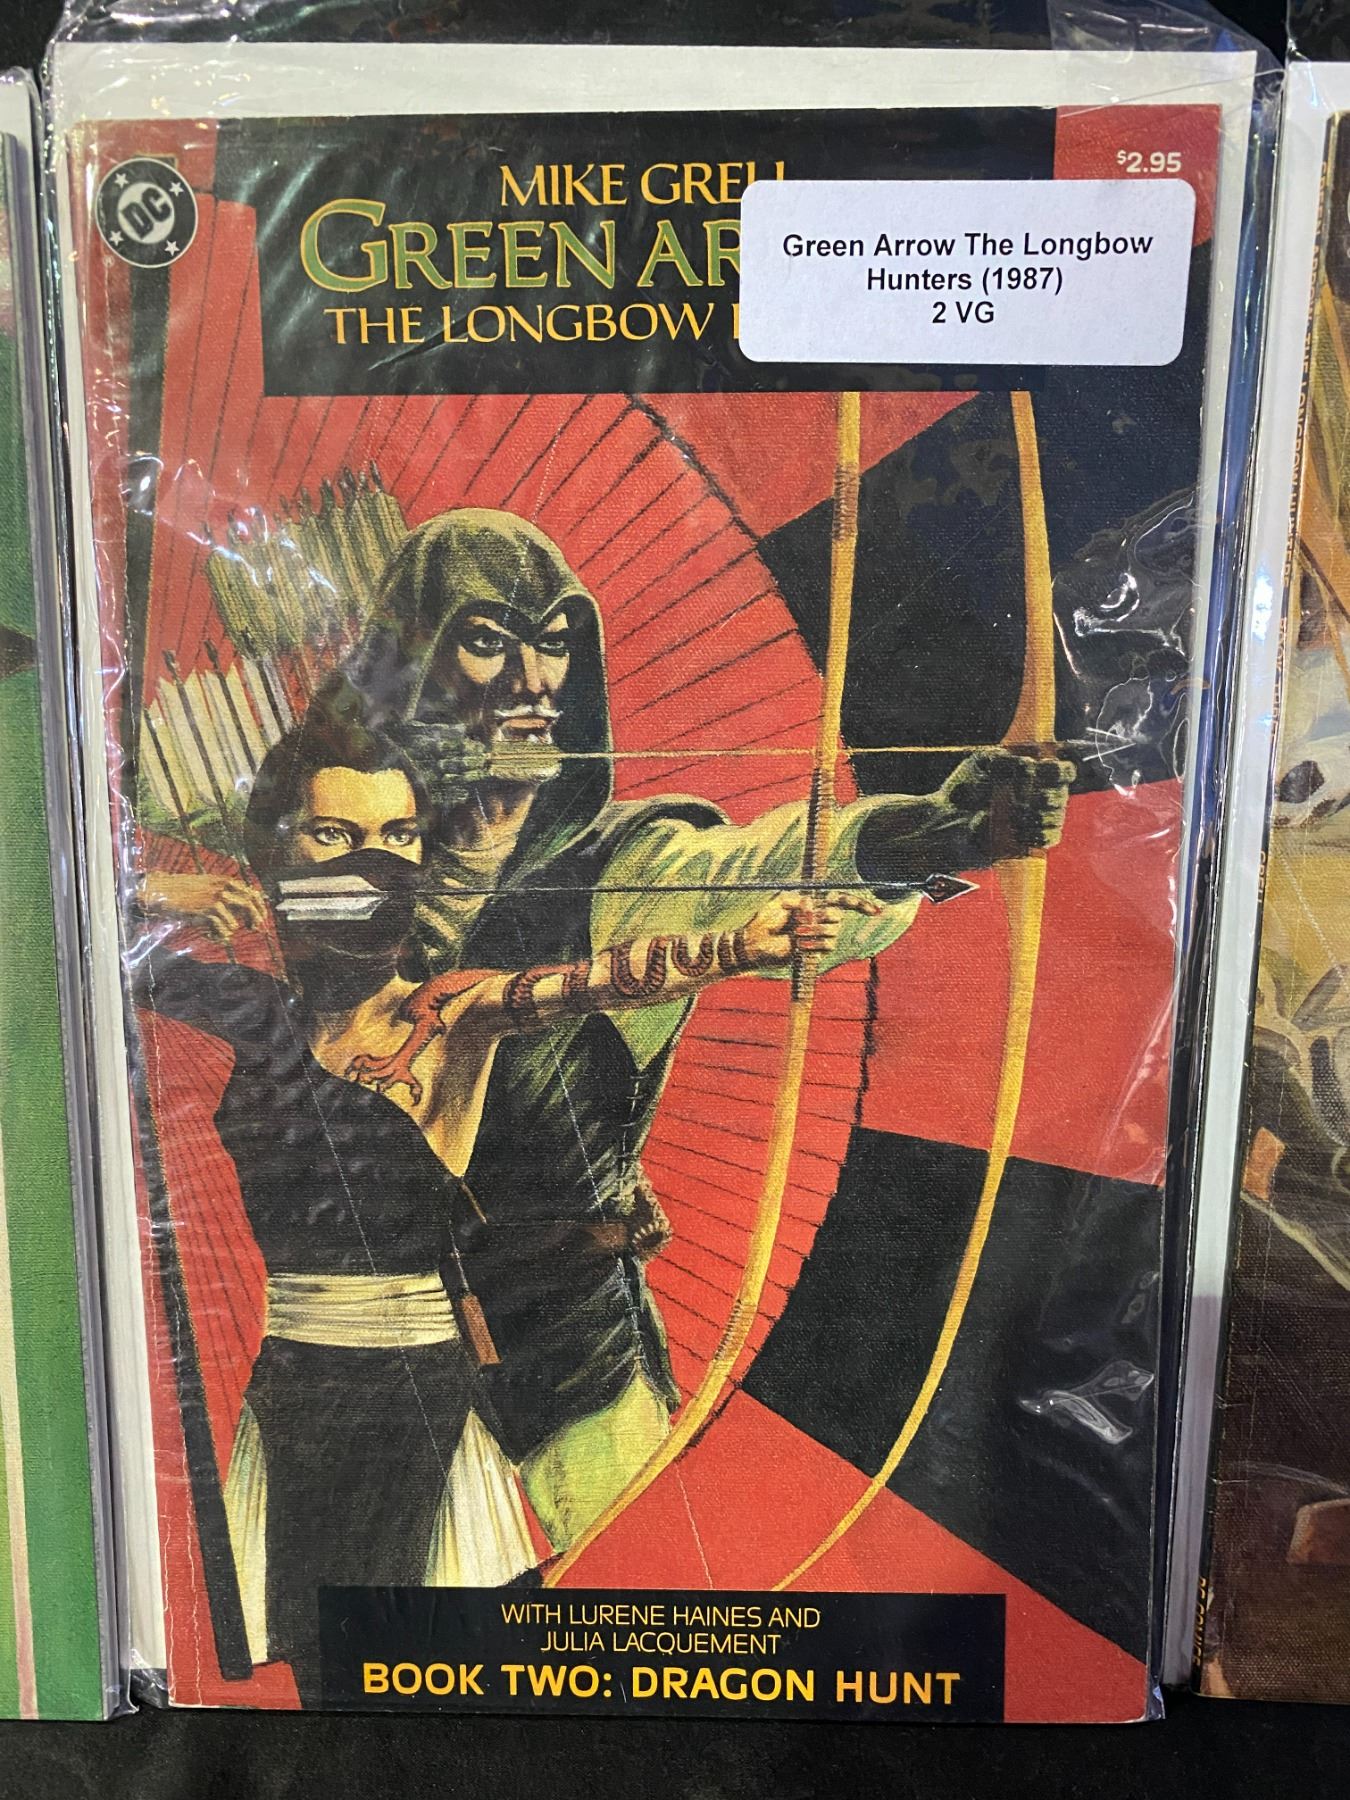 MIKE GRELL
$2.95
GREEN
THE LONGBOW
Green Arrow The Longbow
Hunters (1987)
2 VG
DC
WITH LURENE HAINES AND
JULIA LACQUEMENT
BOOK TWO: DRAGON HUNT